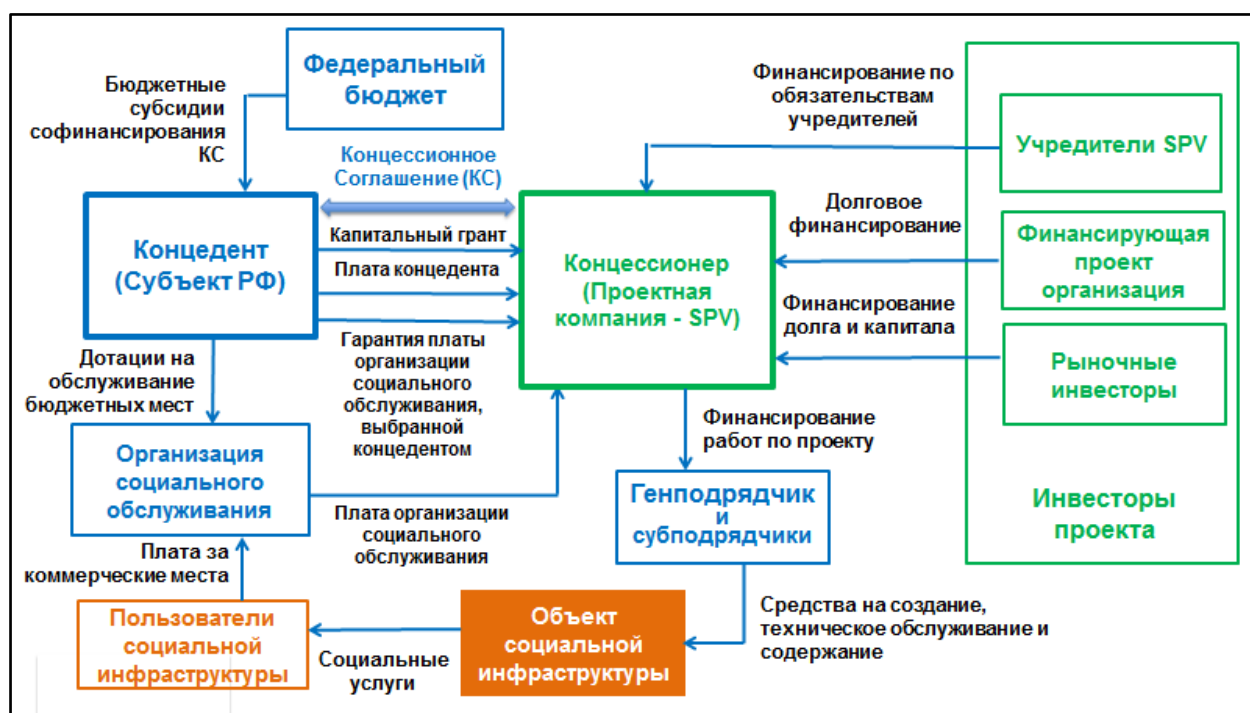 Федеральный
бюджет
Бюджетные
субсидии
софинансирования
КС
Концессионное
Соглашение (КС)
Финансирование по
обязательствам
учредителей
Учредители SPV
Концедент
(Субъект РФ)
Капитальный грант
Плата концедента
Концессионер
(Проектная
компания - SPV)
Долговое
финансирование
Финансирующая
проект
организация
Финансирование
долга и капитала
Рыночные
инвесторы
Дотации на
обслуживание
бюджетных мест
Гарантия платы
организации
социального
обслуживания,
выбранной
концедентом
Финансирование
работ по проекту
Организация
социального
обслуживания
Плата организации
социального
обслуживания
Генподрядчик
и
субподрядчики
Инвесторы
проекта
Плата за
коммерческие места
Пользователи
социальной
инфраструктуры
Социальные
услуги
Объект
социальной
инфраструктуры
Средства на создание,
техническое обслуживание и
содержание